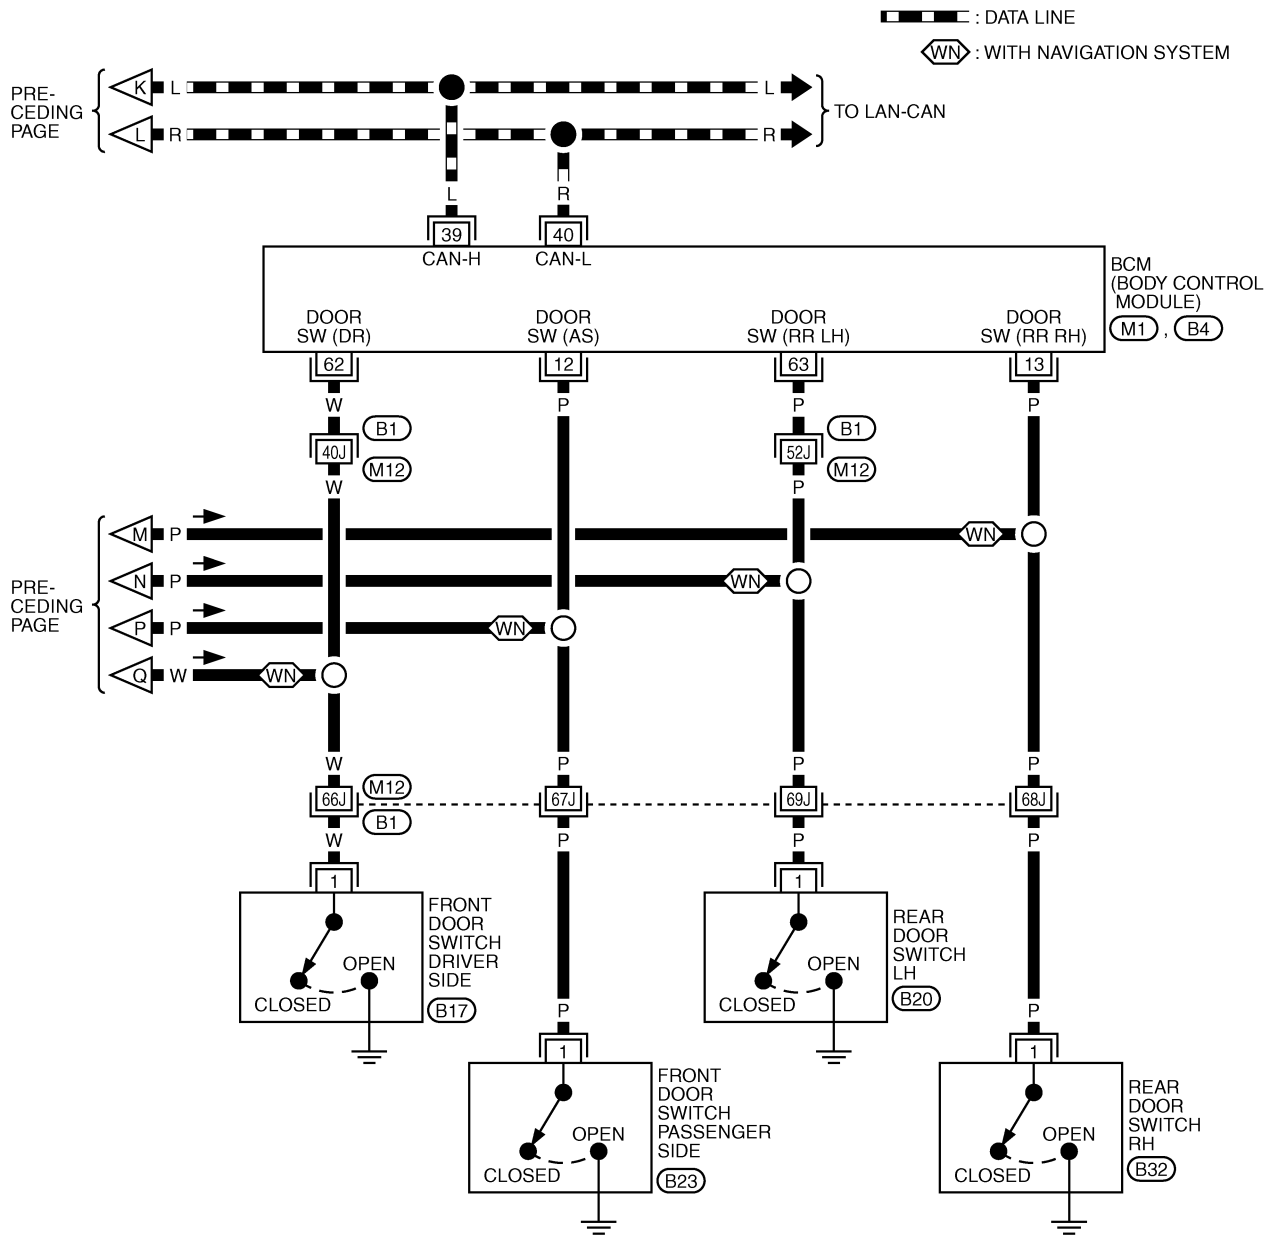 : DATA LINE
WN : WITH NAVIGATION SYSTEM
PRE-
CEDING
PAGE
K L L
L R R
TO LAN-CAN
L R
39 40
CAN-H CAN-L
BCM
(BODY CONTROL
MODULE)
M1 , B4
DOOR
SW (DR)
DOOR
SW (AS)
DOOR
SW (RR LH)
DOOR
SW (RR RH)
62 12 63 13
W P P P
B1 B1
40J 52J
M12 M12
W P
PRE-
CEDING
PAGE
M P WN
N P WN
P P WN
Q W WN
W P P P
M12
66J 67J 69J 68J
B1
W P P P
1 1
FRONT
DOOR
SWITCH
DRIVER
SIDE
B17
OPEN
CLOSED
REAR
DOOR
SWITCH
LH
B20
OPEN
CLOSED
P P
1 1
FRONT
DOOR
SWITCH
PASSENGER
SIDE
B23
OPEN
CLOSED
REAR
DOOR
SWITCH
RH
B32
OPEN
CLOSED